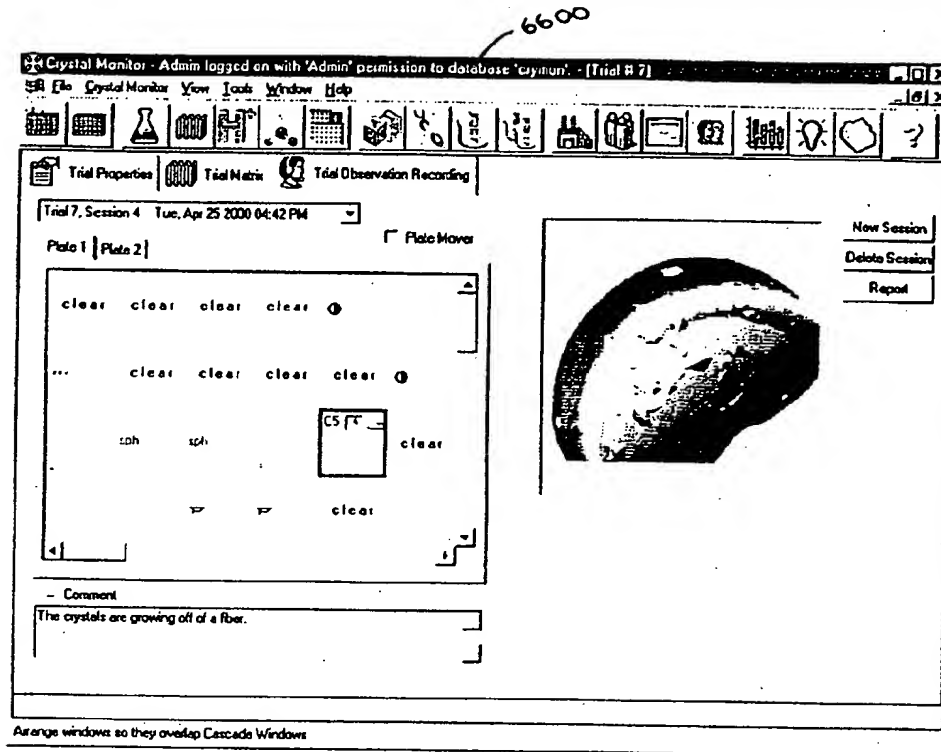 6600
Crystal Monitor - Admin logged on with 'Admin' permission to database 'crymon'. - [Trial # 7]
File Crystal Monitor View Tools Window Help
Trial Properties Trial Matrix Trial Observation Recording
Trial 7, Session 4 Tue, Apr 25 2000 04:42 PM
Plate Mover
New Session
Delete Session
Report
Plate 1 Plate 2
clear clear clear clear
clear clear clear clear
sph sph C5 clear
clear
Comment
The crystals are growing off of a fiber.
Arrange windows so they overlap Cascade Windows